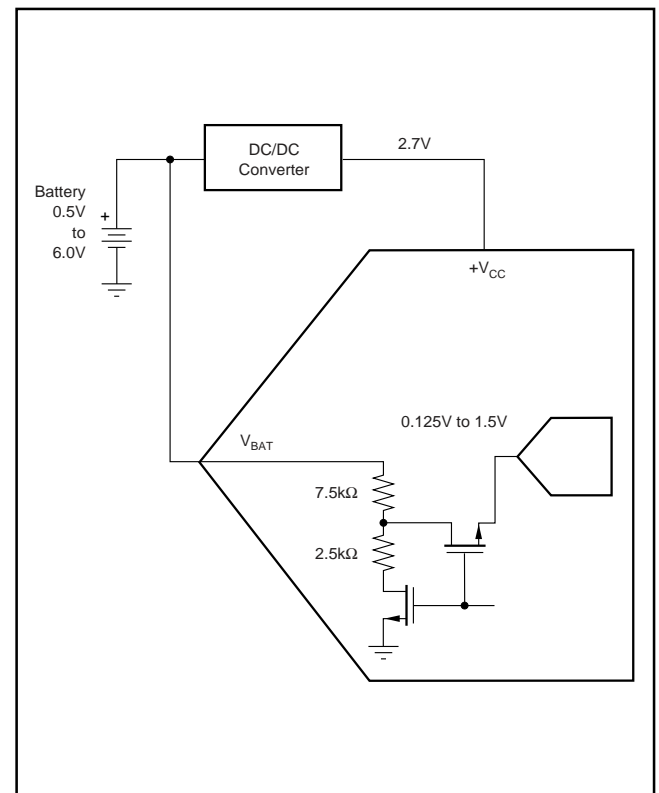 DC/DC
Converter
2.7V
Battery
0.5V
to
6.0V
+
+V_CC
0.125V to 1.5V
V_BAT
7.5kΩ
2.5kΩ